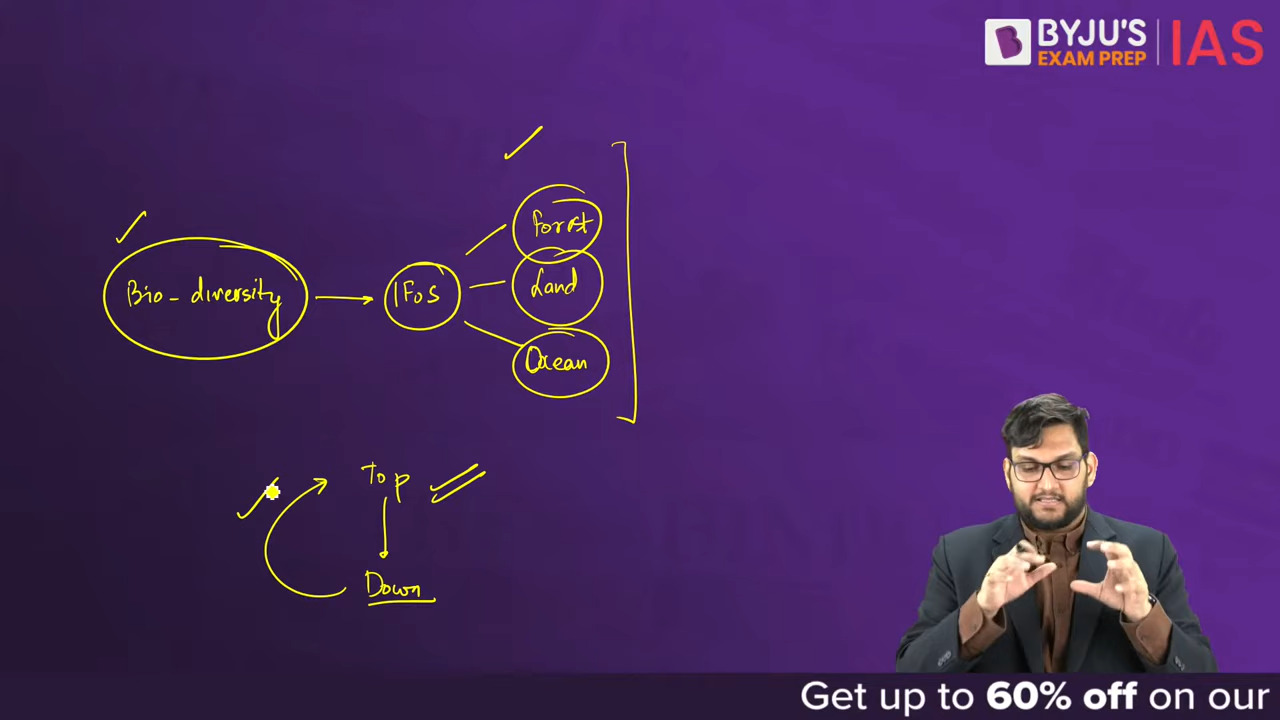 BYJU'S
EXAM PREP
IAS
Forest
Bio-diversity
IFoS
Land
Ocean
Top
Down
Get up to 60% off on our